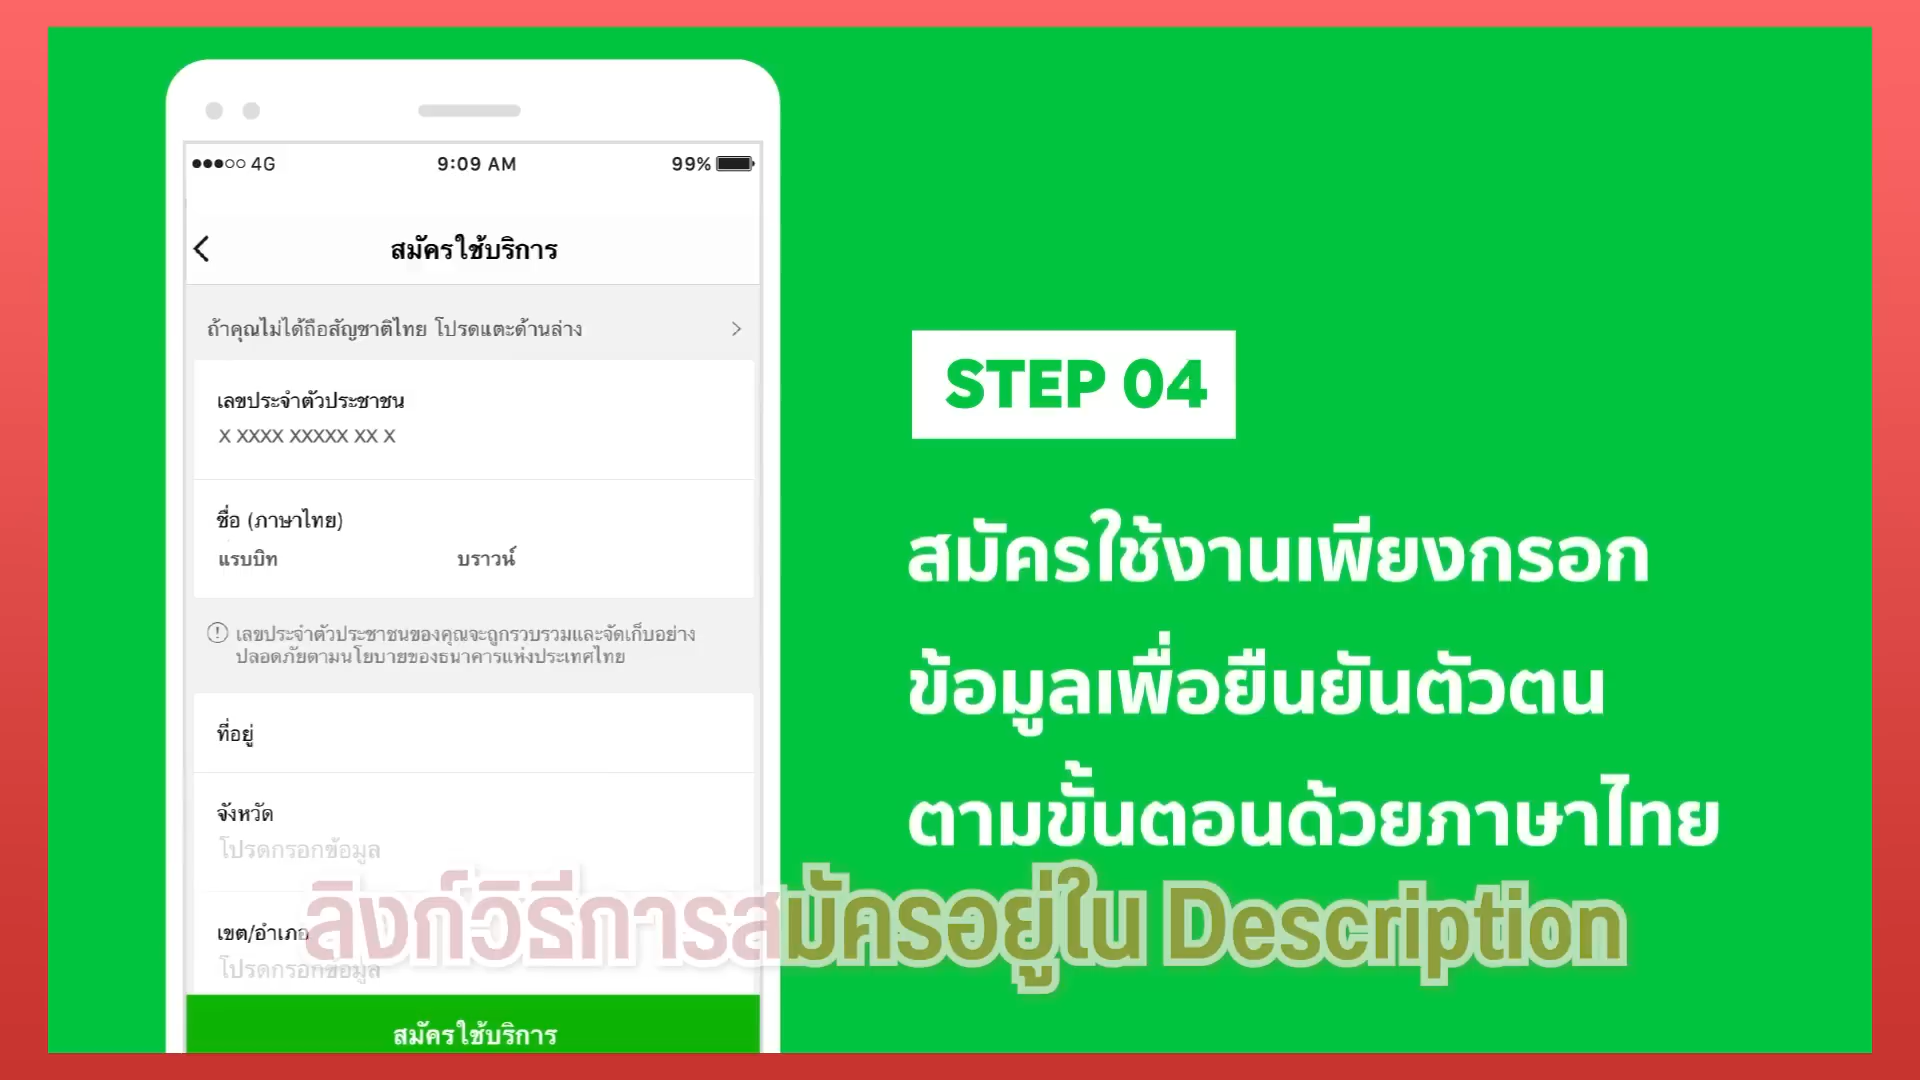 4G 9:09 AM 99%
สมัครใช้บริการ
ถ้าคุณไม่ได้ถือสัญชาติไทย โปรดแตะด้านล่าง
เลขประจำตัวประชาชน
X XXXX XXXXX XX X
ชื่อ (ภาษาไทย)
แรบบิท บราวน์
เลขประจำตัวประชาชนของคุณจะถูกรวบรวมและจัดเก็บอย่าง
ปลอดภัยตามนโยบายของธนาคารแห่งประเทศไทย
ที่อยู่
จังหวัด
โปรดกรอกข้อมูล
เขต/อำเภอ
โปรดกรอกข้อมูล
สมัครใช้บริการ
STEP 04
สมัครใช้งานเพียงกรอก
ข้อมูลเพื่อยืนยันตัวตน
ตามขั้นตอนด้วยภาษาไทย
ลิงก์วิธีการสมัครอยู่ใน Description